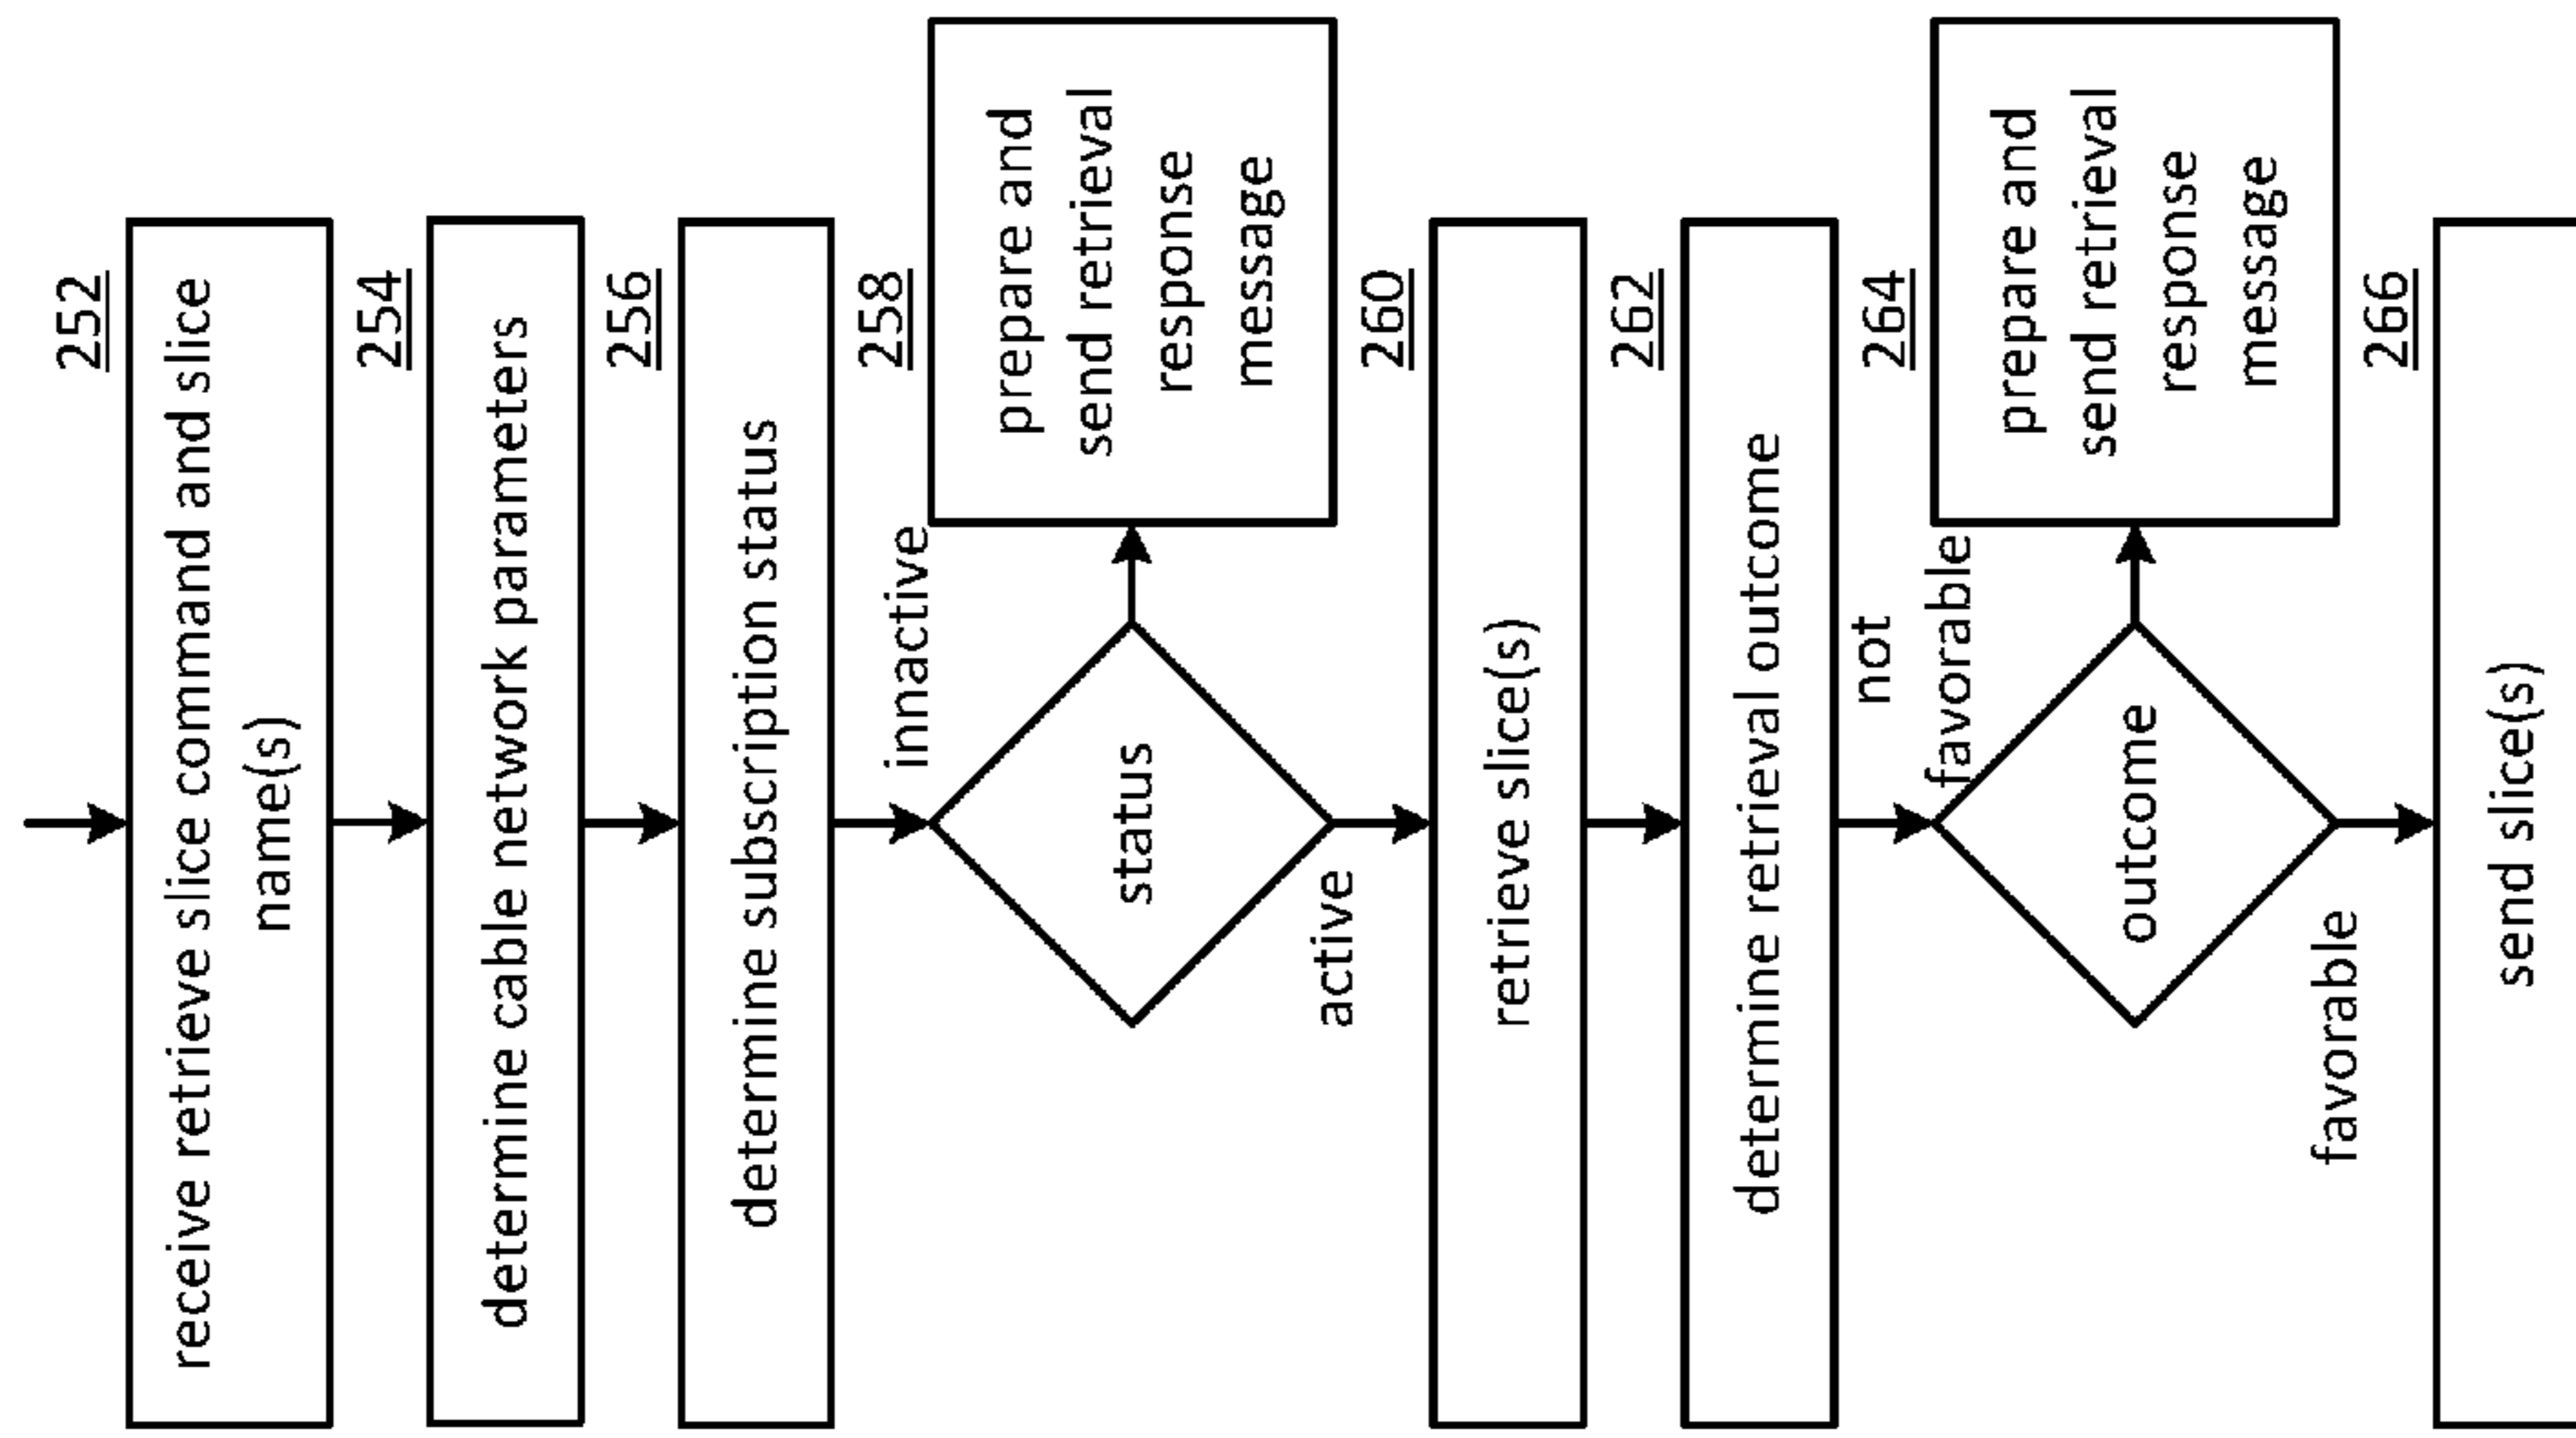 252
receive retrieve slice command and slice
name(s)
254
determine cable network parameters
256
determine subscription status
258
innactive
status
prepare and
send retrieval
response
message
active
260
retrieve slice(s)
262
determine retrieval outcome
264
not
favorable
outcome
prepare and
send retrieval
response
message
favorable
266
send slice(s)